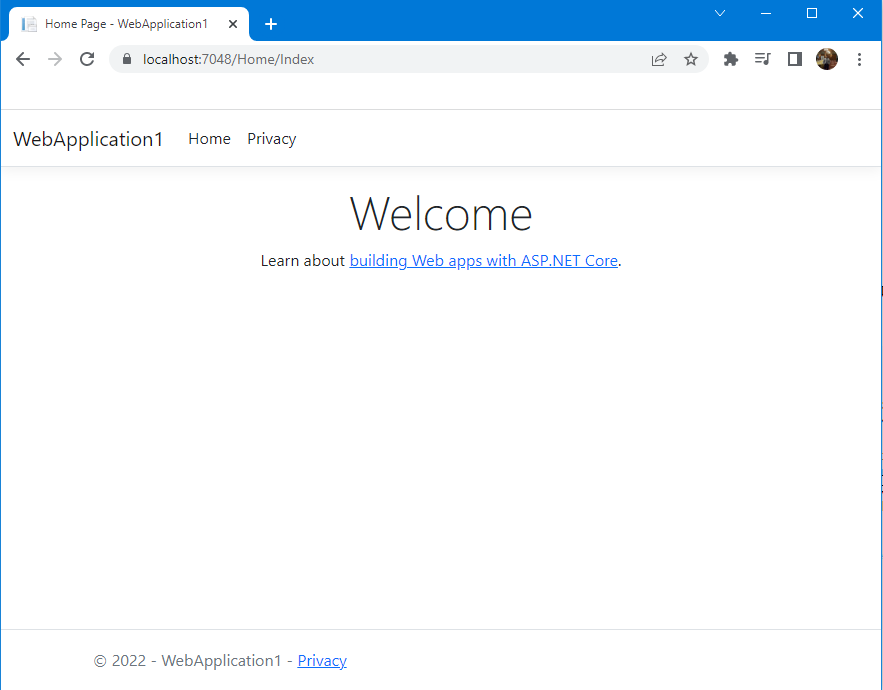 Home Page - WebApplication1
localhost:7048/Home/Index
WebApplication1 Home Privacy
Welcome
Learn about building Web apps with ASP.NET Core.
© 2022 - WebApplication1 - Privacy